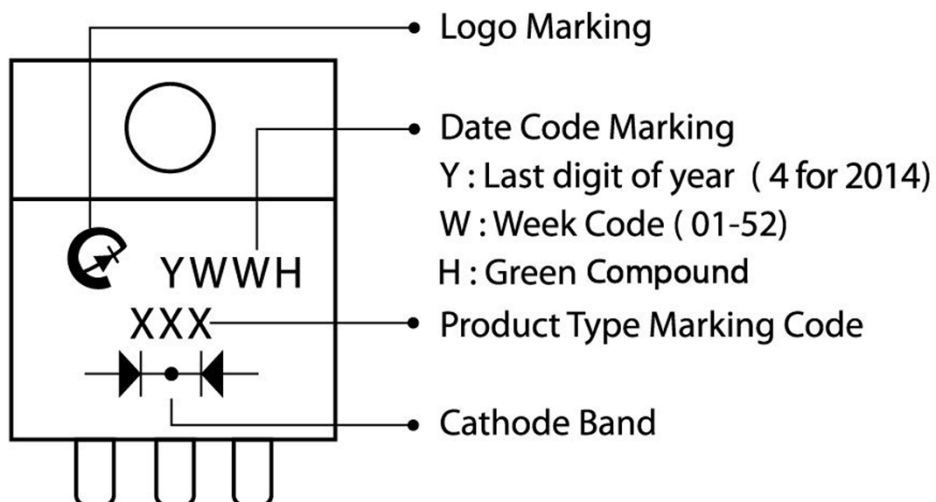 Logo Marking
Date Code Marking
Y : Last digit of year ( 4 for 2014)
W : Week Code ( 01-52)
H : Green Compound
YWWH
XXX
Product Type Marking Code
Cathode Band